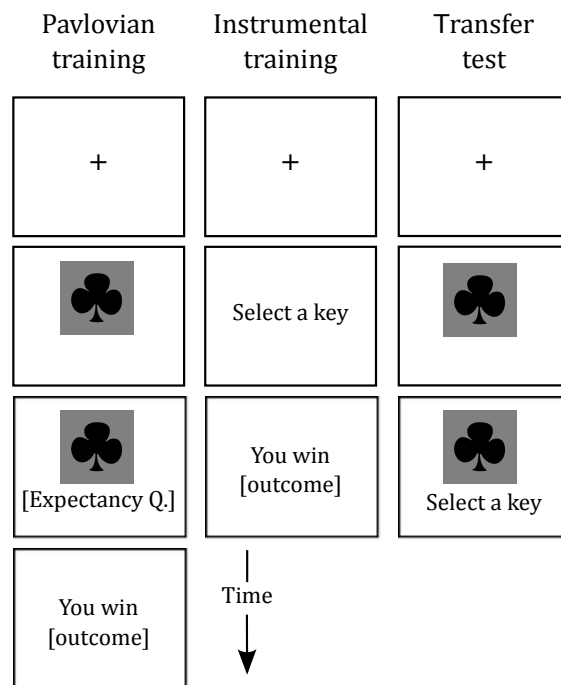 Pavlovian training
Instrumental training
Transfer test
+
+
+
Select a key
[Expectancy Q.]
You win
[outcome]
Select a key
You win
[outcome]
Time